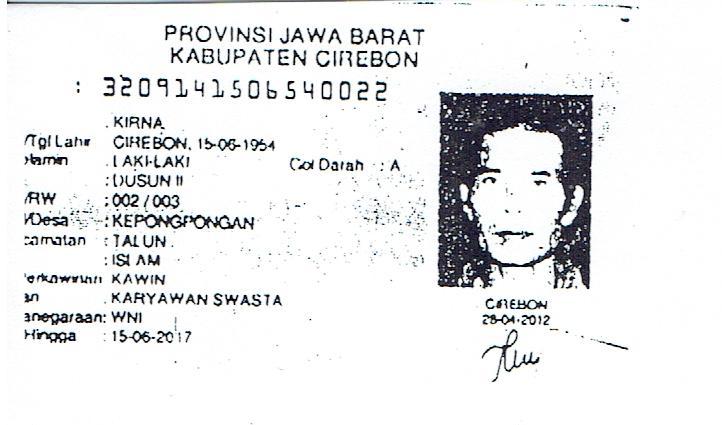 PROVINSI JAWA BARAT
KABUPATEN CIREBON
: 3209141506540022
. KIRNA
/Tgl Lahir CIREBON, 15-06-1954
elamin . LAKI-LAKI Gol Darah : A
: DUSUN II
/RW : 002 / 003
/Desa : KEPONGPONGAN
camatan : TALUN
: ISLAM
erkawinan KAWIN
an . KARYAWAN SWASTA
anegaraan: WNI
Hingga : 15-06-2017
CIREBON
28-04-2012